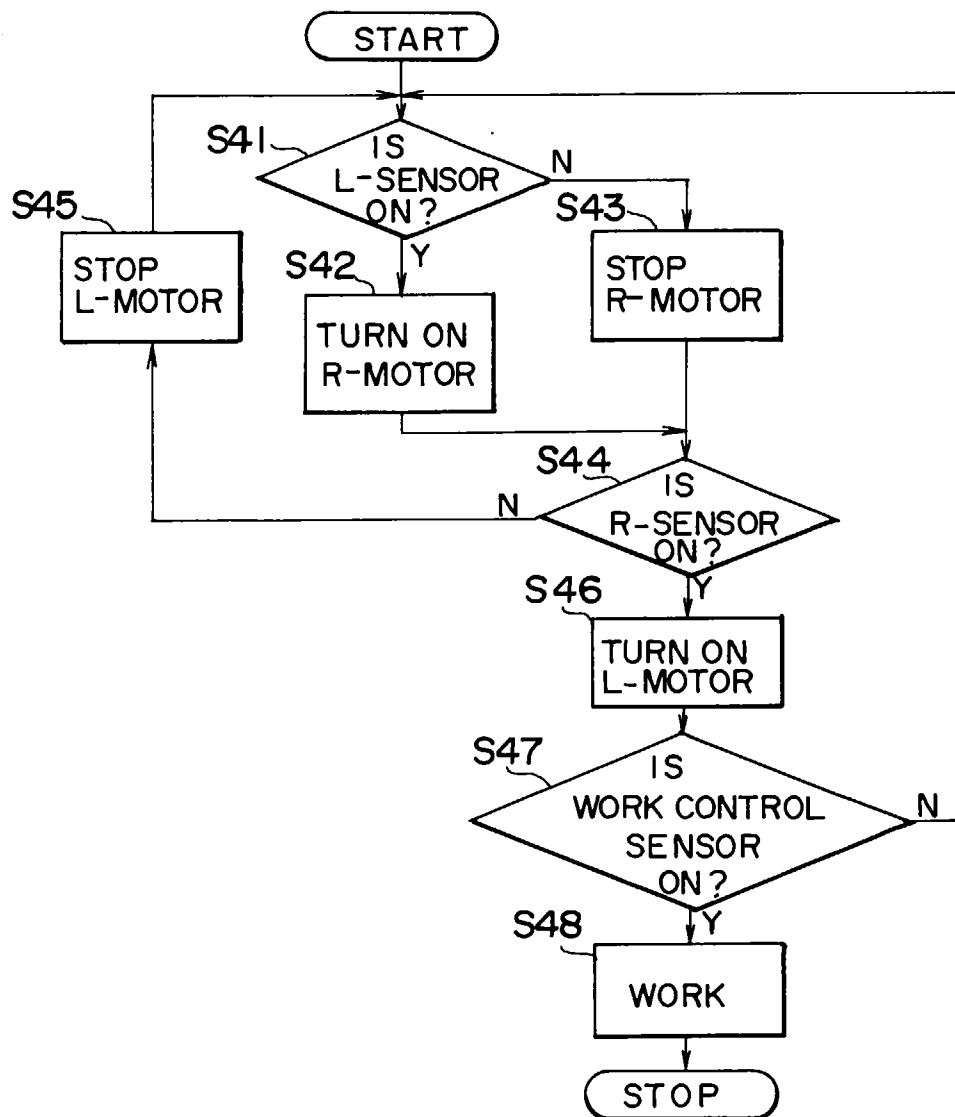 START
S41
IS
L-SENSOR
ON?
N
Y
S45
STOP
L-MOTOR
S42
TURN ON
R-MOTOR
S43
STOP
R-MOTOR
S44
IS
R-SENSOR
ON?
N
Y
S46
TURN ON
L-MOTOR
S47
IS
WORK CONTROL
SENSOR
ON?
N
Y
S48
WORK
STOP